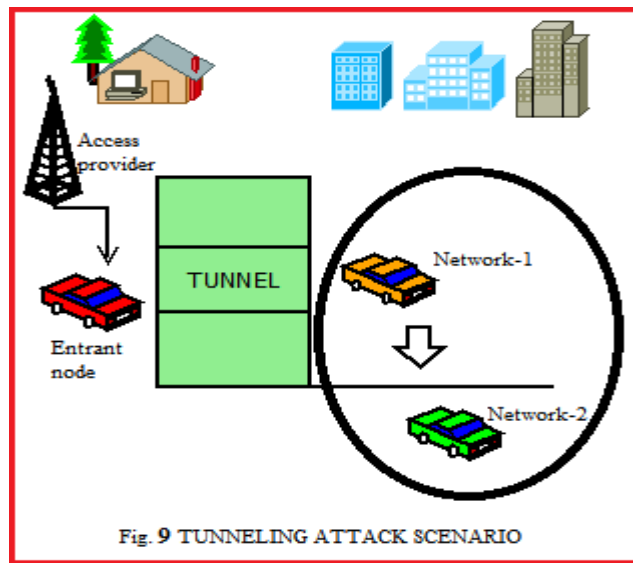 Access
provider
Network-1
TUNNEL
Entrant
node
Network-2
Fig. 9 TUNNELING ATTACK SCENARIO